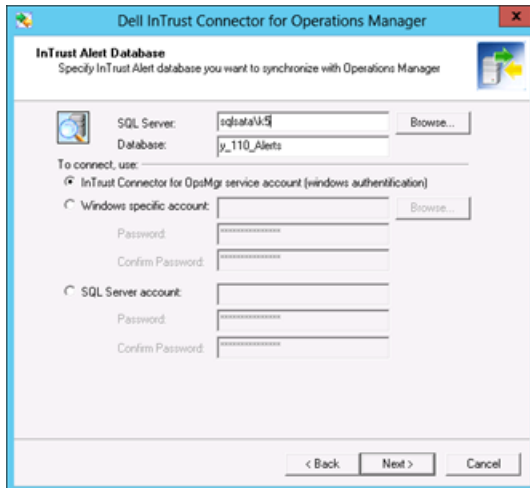 Dell InTrust Connector for Operations Manager
x
InTrust Alert Database
Specify InTrust Alert database you want to synchronize with Operations Manager
SQL Server: sqlsata\k5 Browse...
Database: y_110_Alerts
To connect, use:
InTrust Connector for OpsMgr service account (windows authentification)
Windows specific account: Browse...
Password: ***************
Confirm Password: ***************
SQL Server account:
Password: ***************
Confirm Password: ***************
< Back Next > Cancel